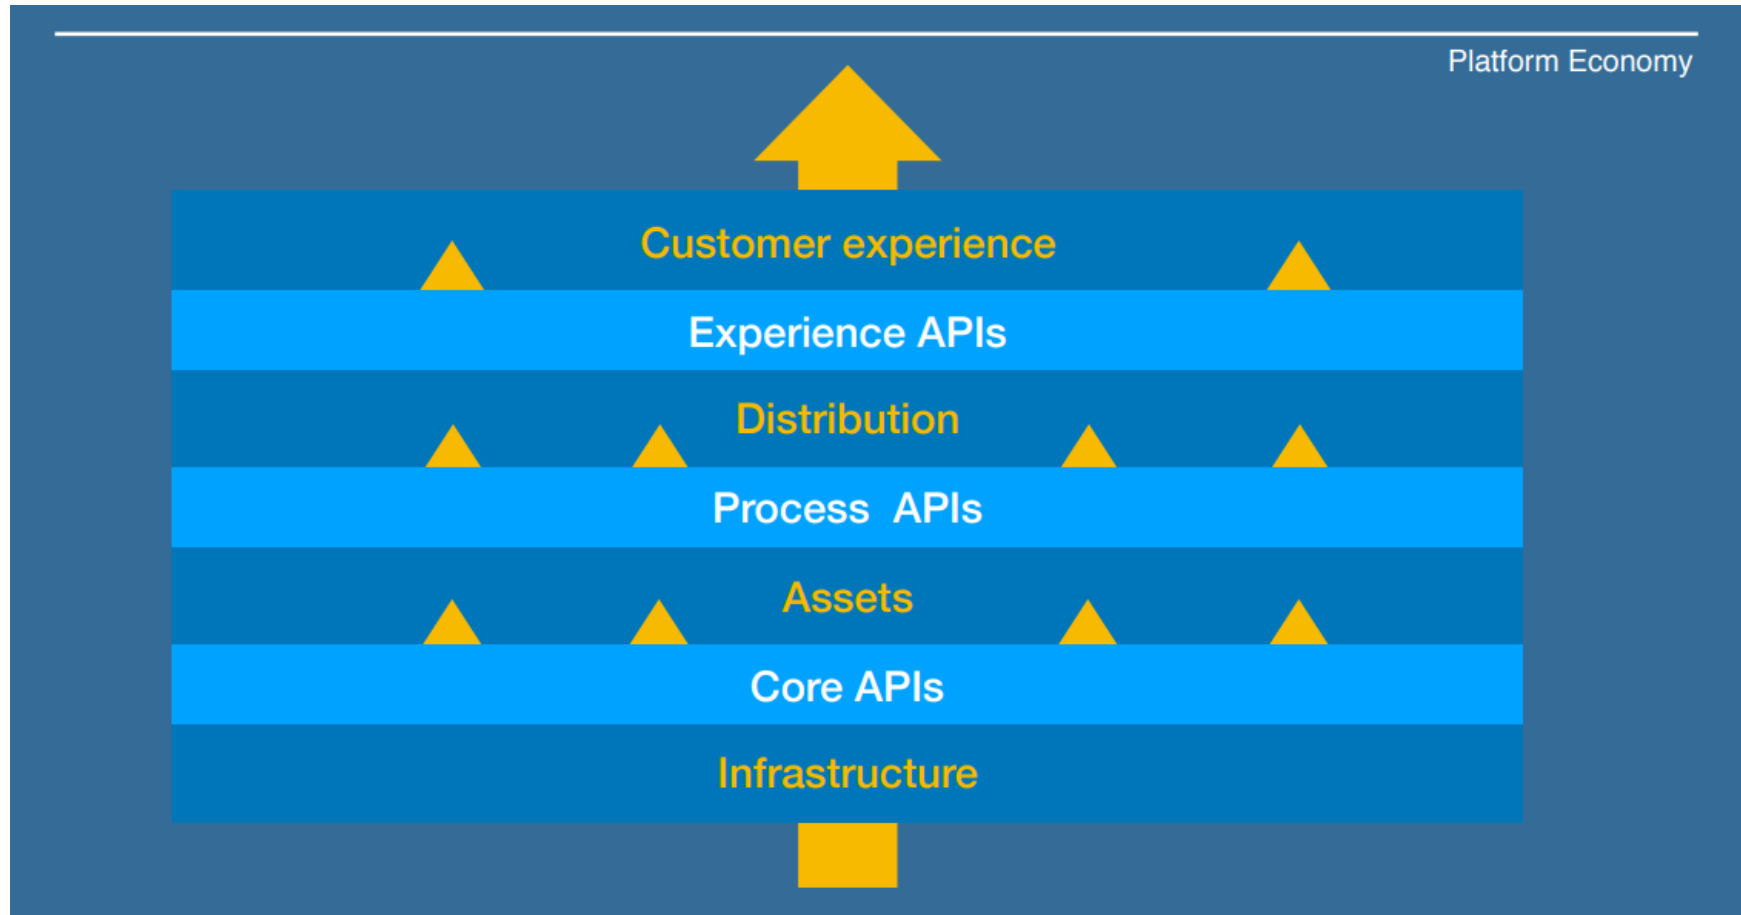 Platform Economy
Customer experience
Experience APIs
Distribution
Process  APIs
Assets
Core APIs
Infrastructure